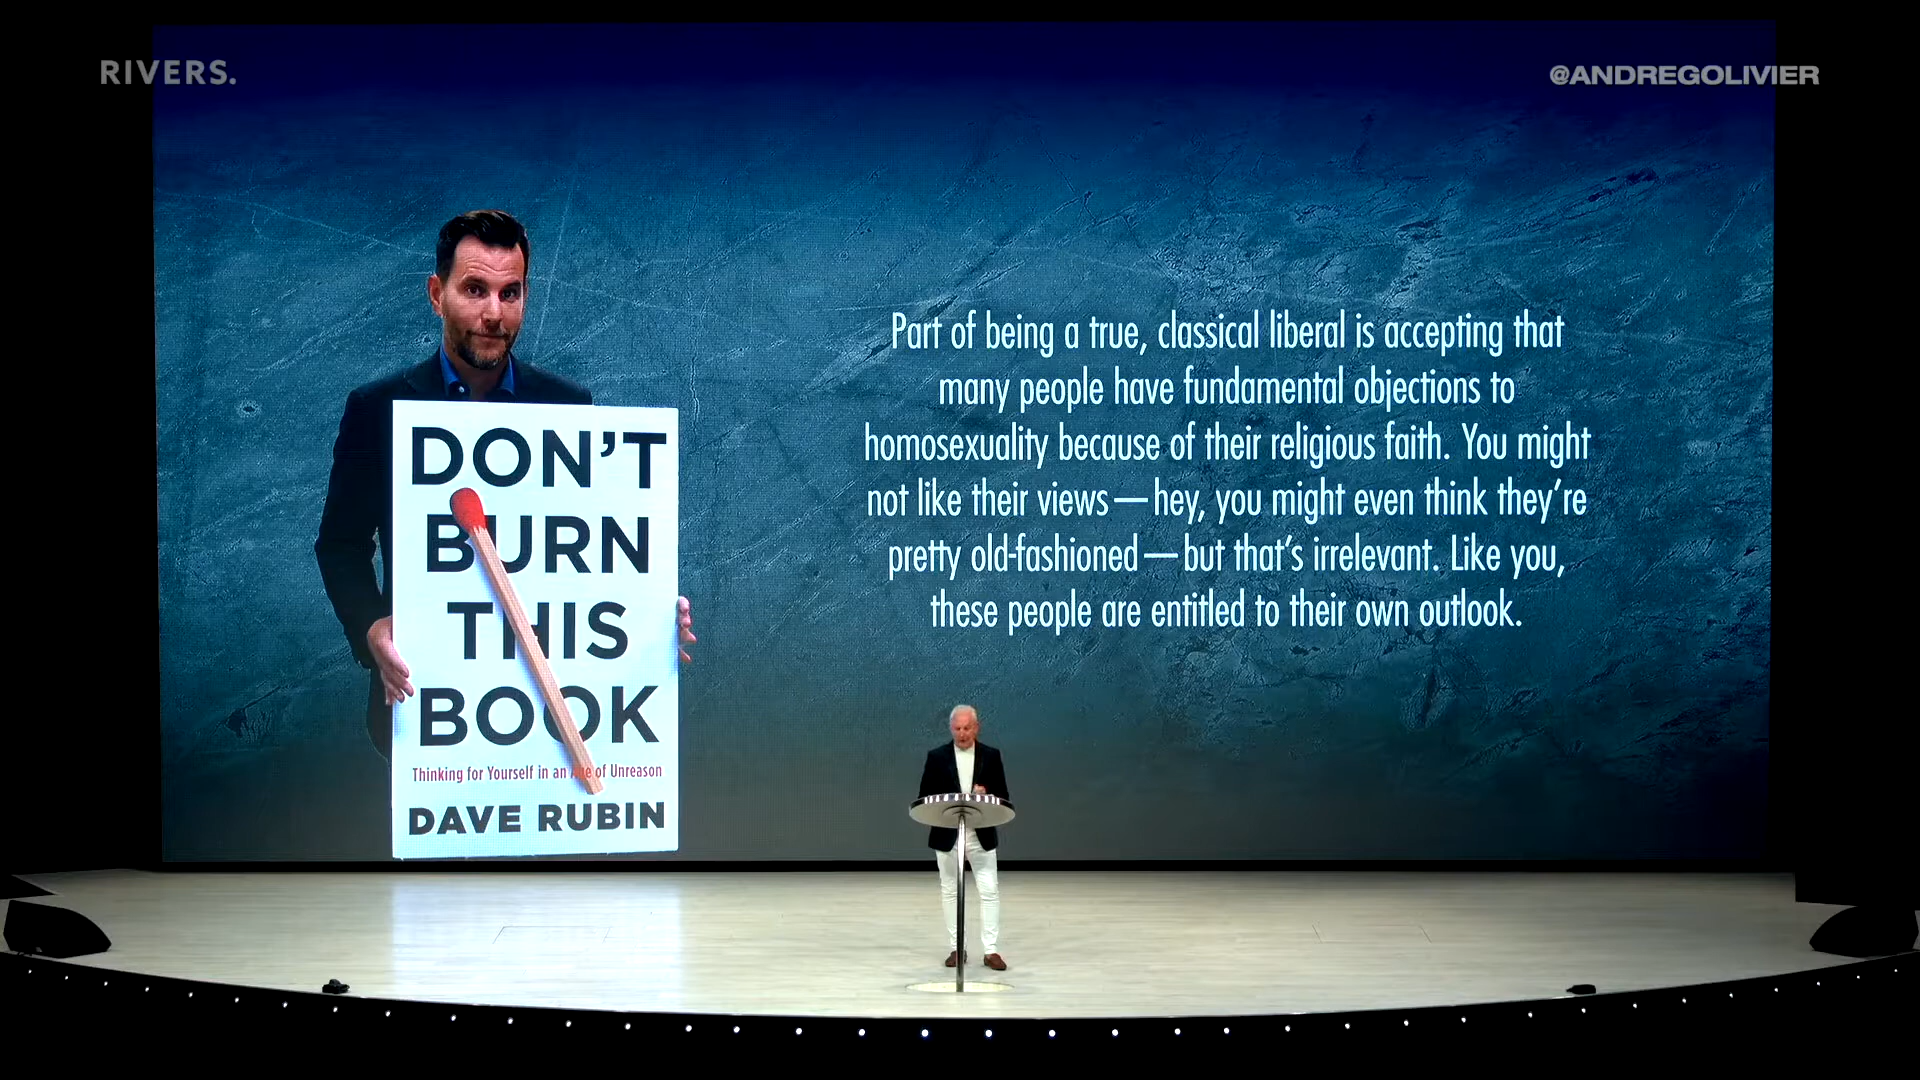 RIVERS.
@ANDREGOLIVIER
DON'T
BURN
THIS
BOOK
Thinking for Yourself in an Age of Unreason
DAVE RUBIN
Part of being a true, classical liberal is accepting that
many people have fundamental objections to
homosexuality because of their religious faith. You might
not like their views—hey, you might even think they're
pretty old-fashioned—but that's irrelevant. Like you,
these people are entitled to their own outlook.